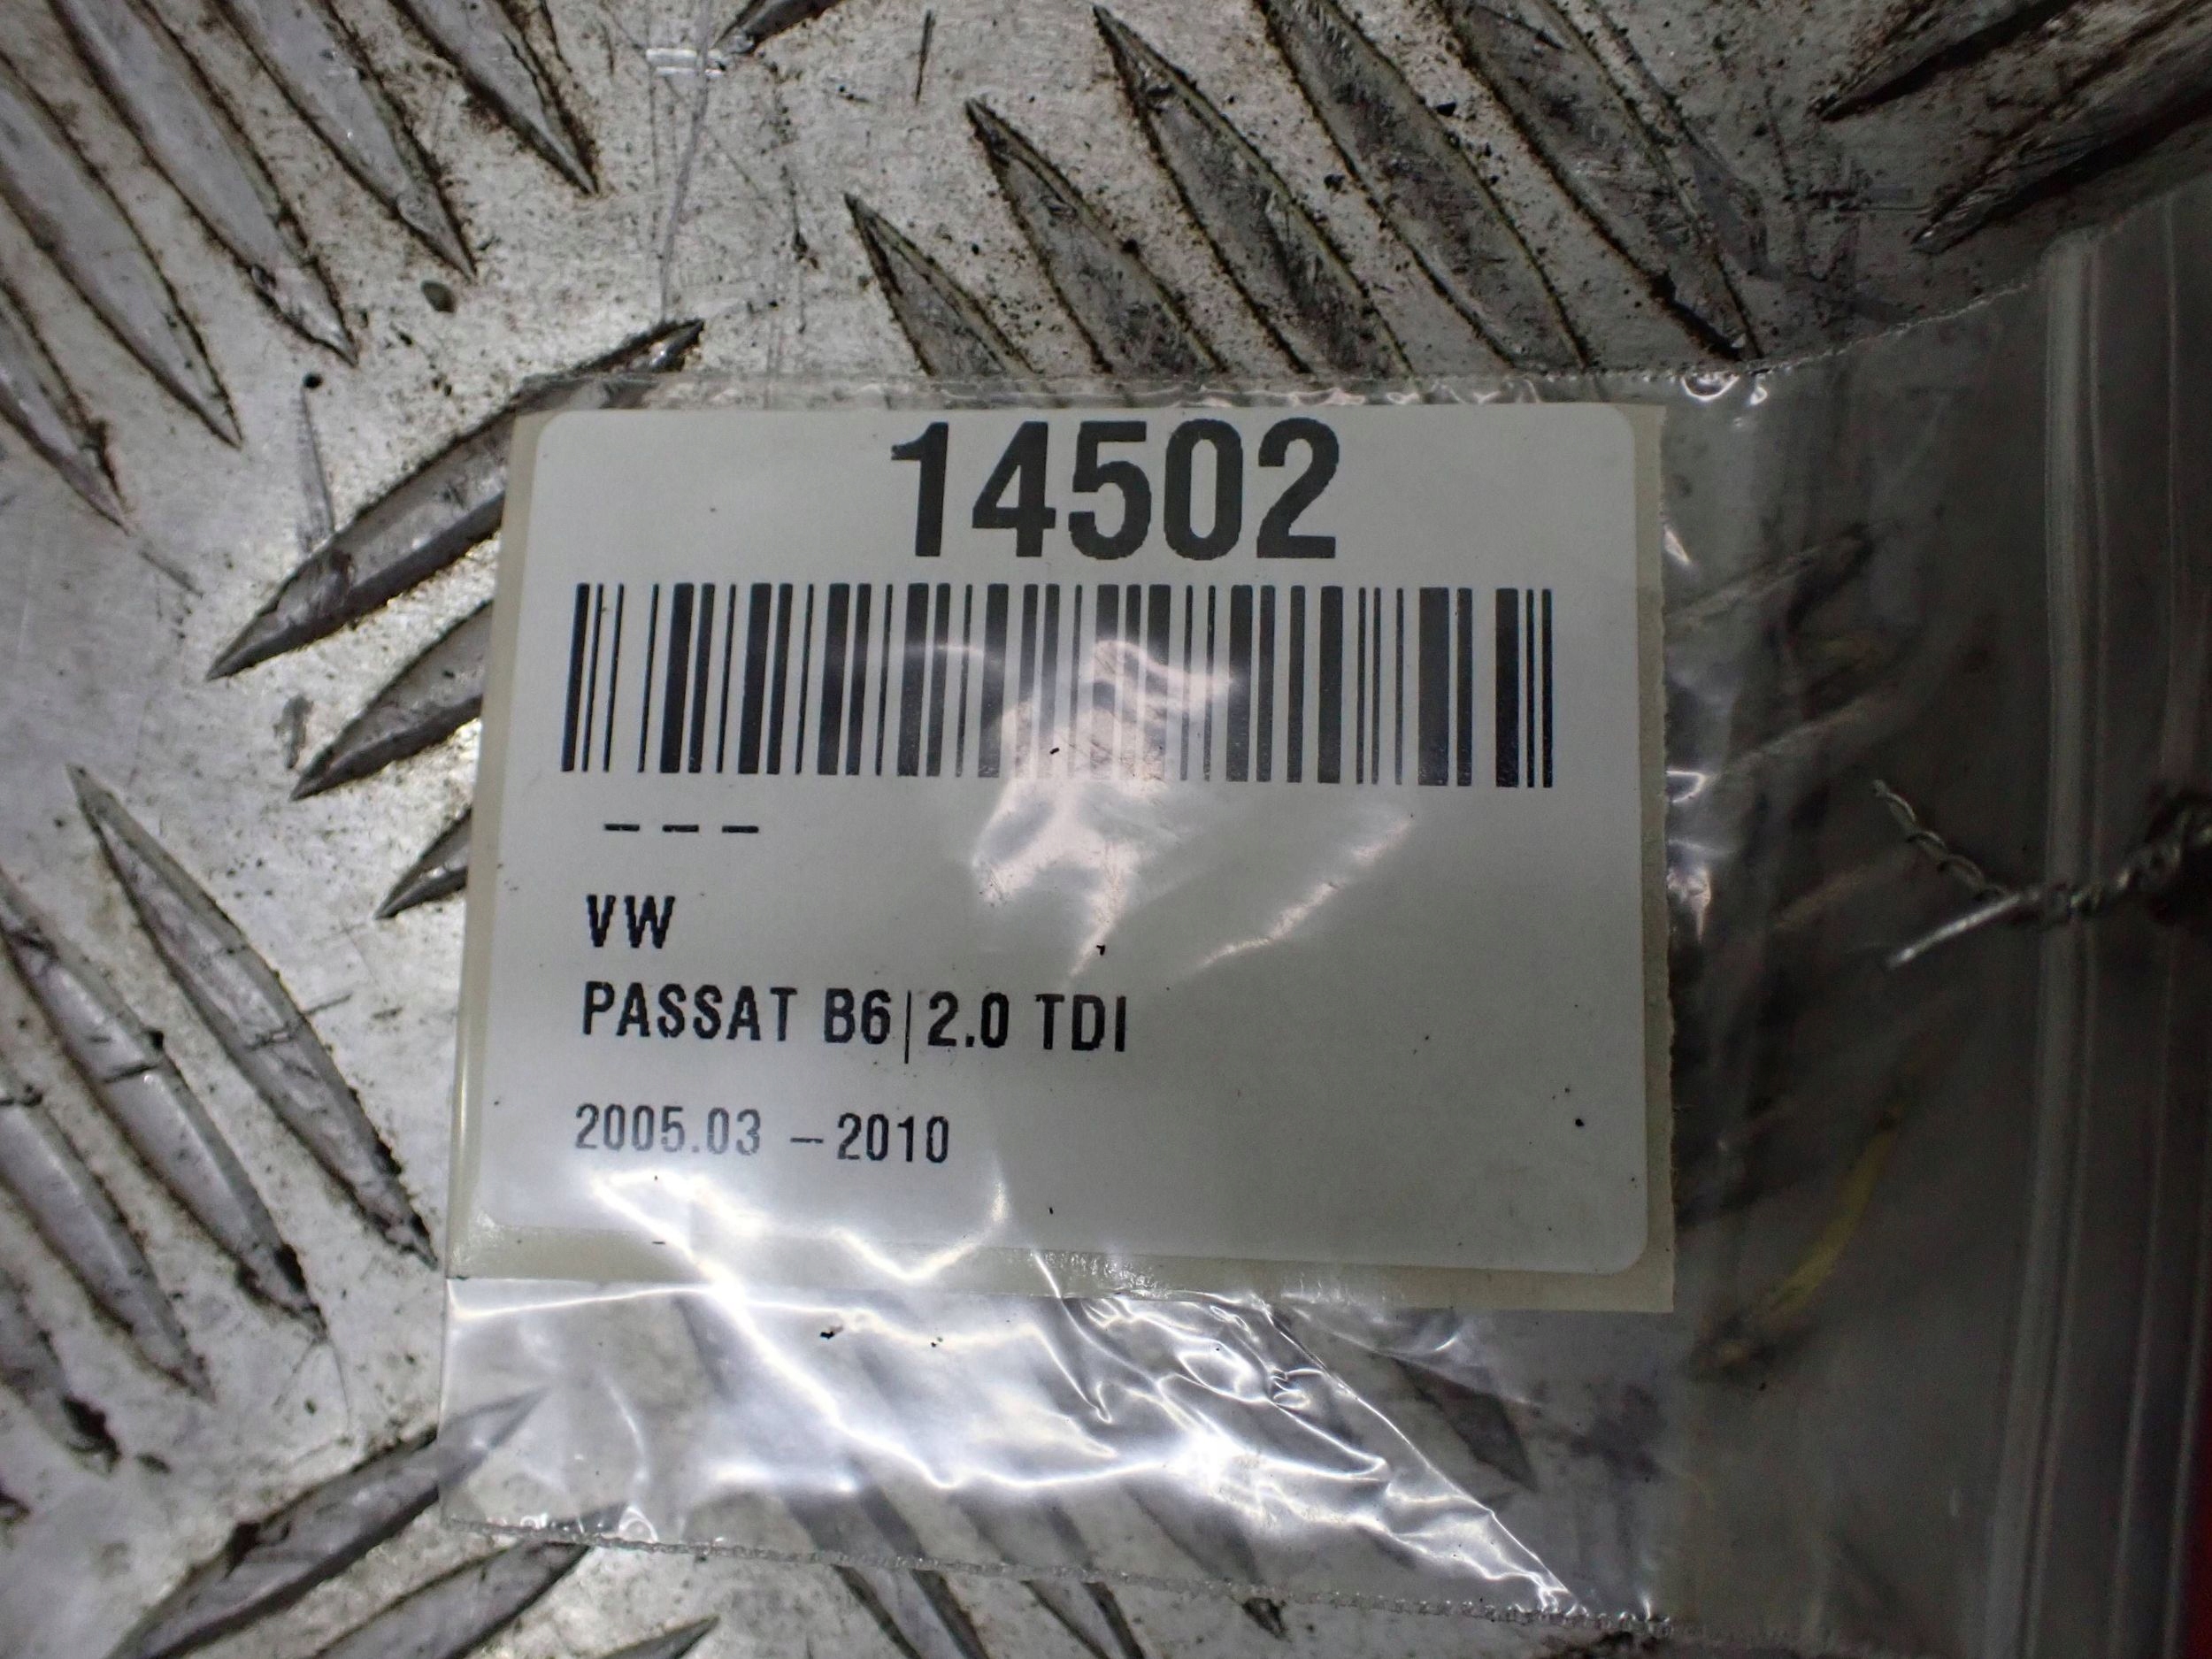 14502
---
VW
PASSAT B6|2.0 TDI
2005.03 -2010